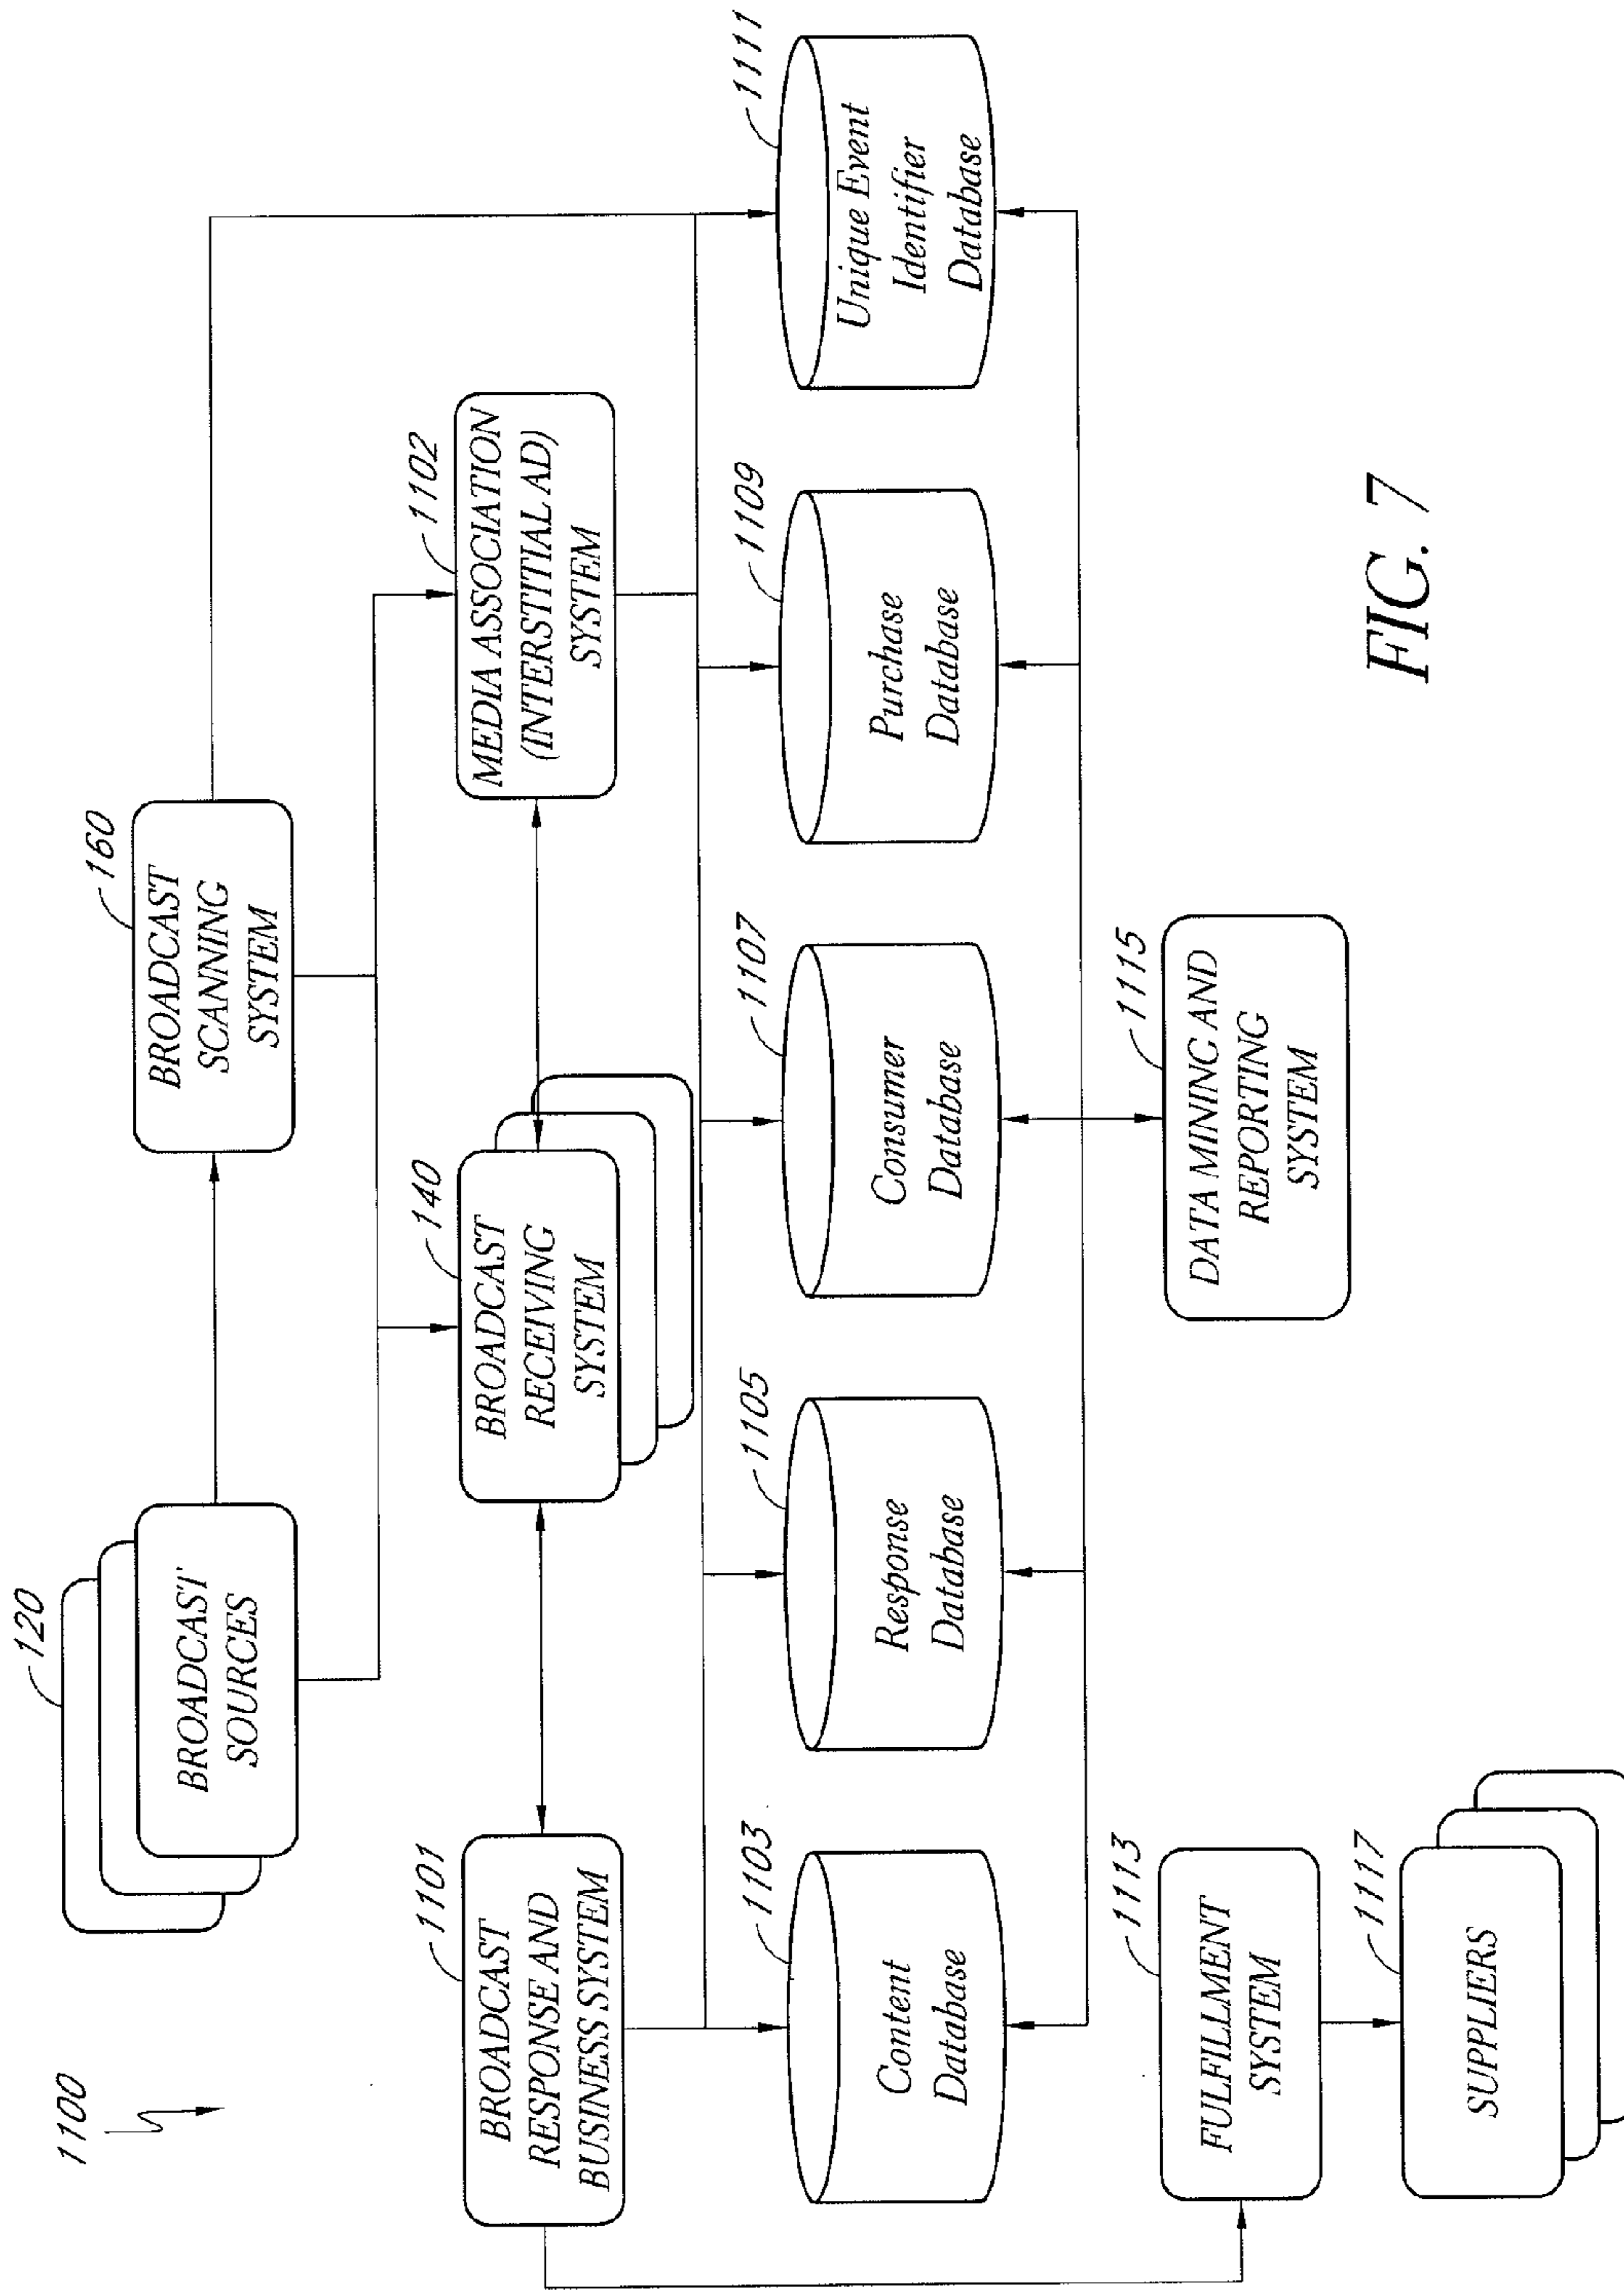 1100
120
BROADCAST
SOURCES
160
BROADCAST
SCANNING
SYSTEM
1101
BROADCAST
RESPONSE AND
BUSINESS SYSTEM
140
BROADCAST
RECEIVING
SYSTEM
1102
MEDIA ASSOCIATION
(INTERSTITIAL AD)
SYSTEM
1103
Content
Database
1105
Response
Database
1107
Consumer
Database
1109
Purchase
Database
1111
Unique Event
Identifier
Database
1113
FULFILLMENT
SYSTEM
1115
DATA MINING AND
REPORTING
SYSTEM
1117
SUPPLIERS
FIG. 7